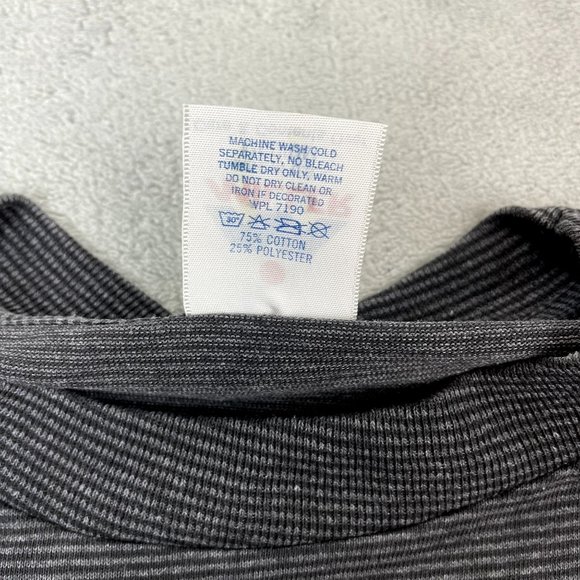 MACHINE WASH COLD
SEPARATELY, NO BLEACH
TUMBLE DRY ONLY, WARM
DO NOT DRY CLEAN OR
IRON IF DECORATED
VPL 7190
30°
75% COTTON
25% POLYESTER